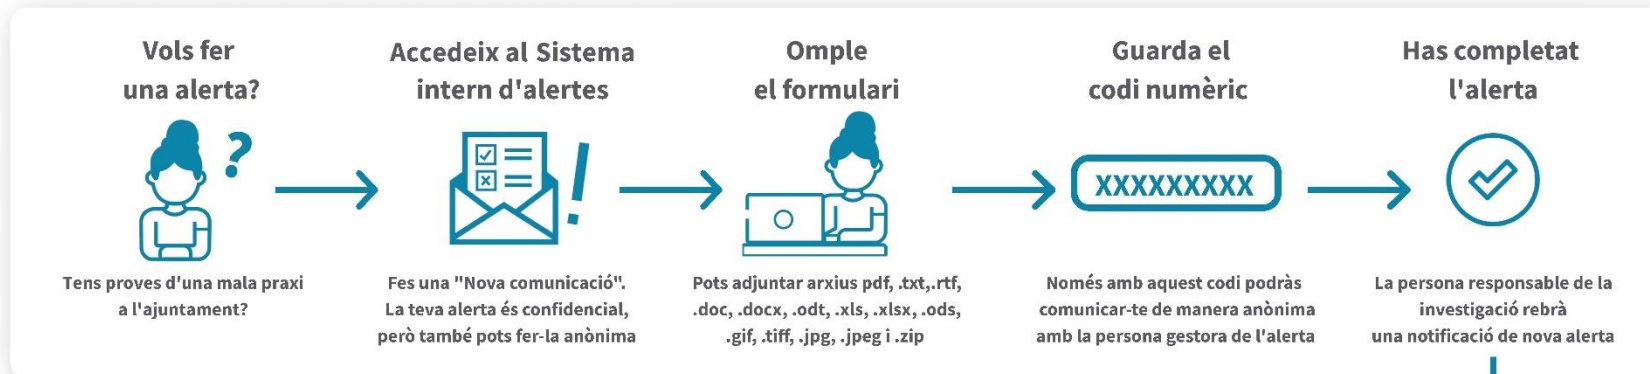 Vols fer
una alerta?
Tens proves d'una mala praxi
a l'ajuntament?
Accedeix al Sistema
intern d'alertes
Fes una "Nova comunicació".
La teva alerta és confidencial,
però també pots fer-la anònima
Omple
el formulari
Pots adjuntar arxius pdf, .txt,.rtf,
.doc, .docx, .odt, .xls, .xlsx, .ods,
.gif, .tiff, .jpg, .jpeg i .zip
Guarda el
codi numèric
XXXXXXXXX
Només amb aquest codi podràs
comunicar-te de manera anònima
amb la persona gestora de l'alerta
Has completat
l'alerta
La persona responsable de la
investigació rebrà
una notificació de nova alerta